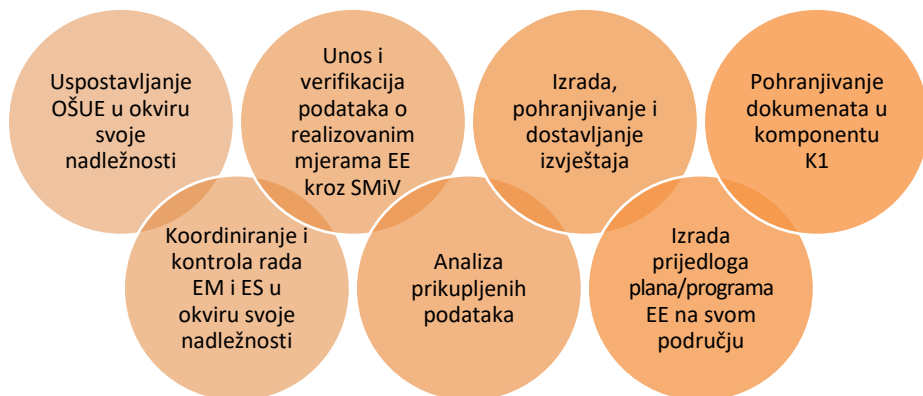 Uspostavljanje
OŠUE u okviru
svoje
nadležnosti
Koordiniranje i
kontrola rada
EM i ES u
okviru svoje
nadležnosti
Unos i
verifikacija
podataka o
realizovanim
mjerama EE
kroz SMiV
Analiza
prikupljenih
podataka
Izrada,
pohranjivanje i
dostavljanje
izvještaja
Izrada
prijedloga
plana/programa
EE na svom
području
Pohranjivanje
dokumenata u
komponentu
K1